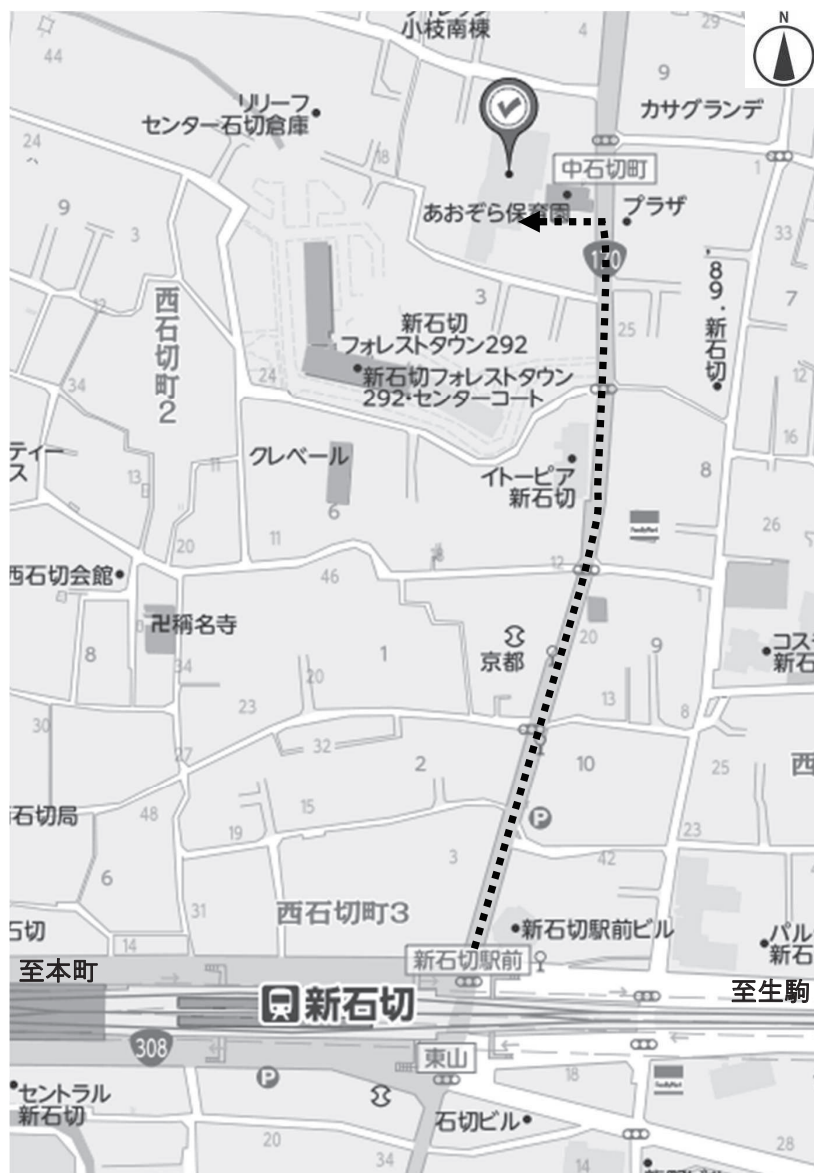 小枝南棟
4
29
N
44
9
カサグランデ
リリーフ
センター石切倉庫
24
18
中石切町
1
9
3
あおぞら保育園
プラザ
33
170
89.新石切
7
西石切町2
12
3
25
新石切
フォレストタウン292
新石切フォレストタウン
292・センターコート
24
34
12
16
ティー
ス
13
11
クレベール
6
イトーピア
新石切
8
FamilyMart
26
20
11
18
12
西石切会館
46
1
卍稱名寺
8
34
1
20
京都
20
9
コス
新石
13
23
8
30
27
32
2
10
25
西
石切局
48
15
19
P
23
3
42
6
31
西石切町3
石切
14
新石切駅前ビル
新石切駅前
パル
新石
至本町
至生駒
新石切
308
東山
P
18
FamilyMart
セントラル
新石切
石切ビル
20
34
14
28